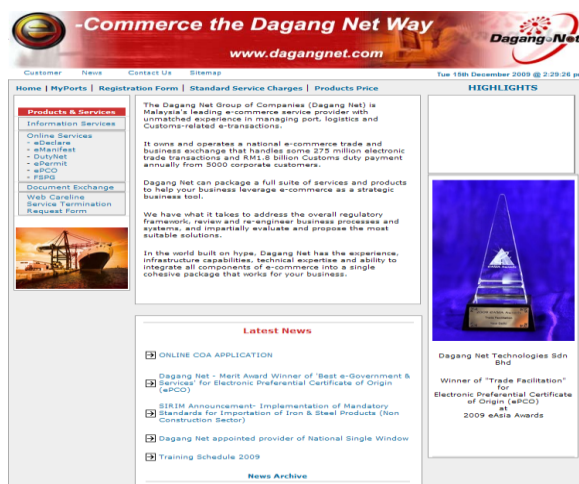 -Commerce the Dagang Net Way
www.dagangnet.com
Dagang Net
Customer News Contact Us Sitemap
Tue 15th December 2009 @ 2:29:26 p
Home | MyPorts | Registration Form | Standard Service Charges | Products Price
HIGHLIGHTS
Products & Services
Information Services
Online Services
- eDeclare
- eManifest
- DutyNet
- ePermit
- ePCO
- FSPG
Document Exchange
Web Careline
Service Termination
Request Form
The Dagang Net Group of Companies (Dagang Net) is
Malaysia's leading e-commerce service provider with
unmatched experience in managing port, logistics and
Customs-related e-transactions.
It owns and operates a national e-commerce trade and
business exchange that handles some 275 million electronic
trade transactions and RM1.8 billion Customs duty payment
annually from 5000 corporate customers.
Dagang Net can package a full suite of services and products
to help your business leverage e-commerce as a strategic
business tool.
We have what it takes to address the overall regulatory
framework, review and re-engineer business processes and
systems, and impartially evaluate and propose the most
suitable solutions.
In the world built on hype, Dagang Net has the experience,
infrastructure capabilities, technical expertise and ability to
integrate all components of e-commerce into a single
cohesive package that works for your business.
Latest News
ONLINE COA APPLICATION
Dagang Net - Merit Award Winner of 'Best e-Government &
Services' for Electronic Preferential Certificate of Origin
(ePCO)
SIRIM Announcement- Implementation of Mandatory
Standards for Importation of Iron & Steel Products (Non
Construction Sector)
Dagang Net appointed provider of National Single Window
Training Schedule 2009
News Archive
Dagang Net Technologies Sdn
Bhd
Winner of "Trade Facilitation"
for
Electronic Preferential Certificate
of Origin (ePCO)
at
2009 eAsia Awards